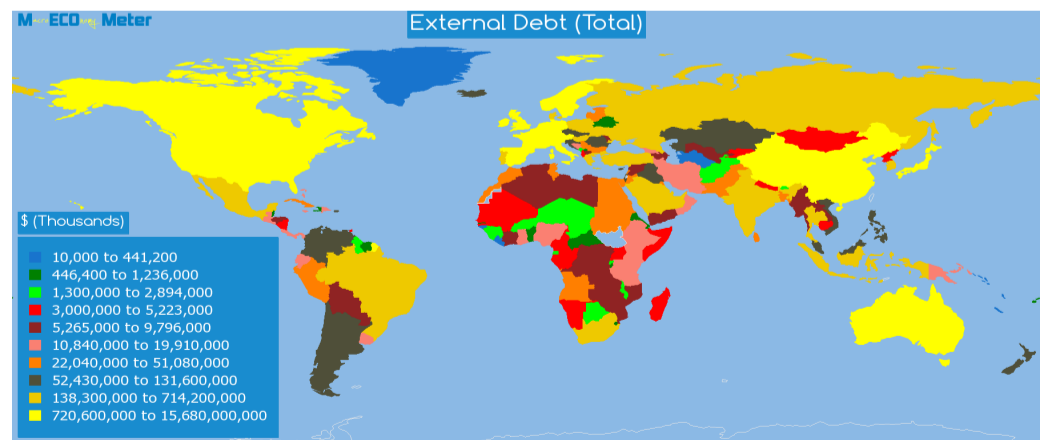 M ECO Meter
External Debt (Total)
$ (Thousands)
10,000 to 441,200
446,400 to 1,236,000
1,300,000 to 2,894,000
3,000,000 to 5,223,000
5,265,000 to 9,796,000
10,840,000 to 19,910,000
22,040,000 to 51,080,000
52,430,000 to 131,600,000
138,300,000 to 714,200,000
720,600,000 to 15,680,000,000